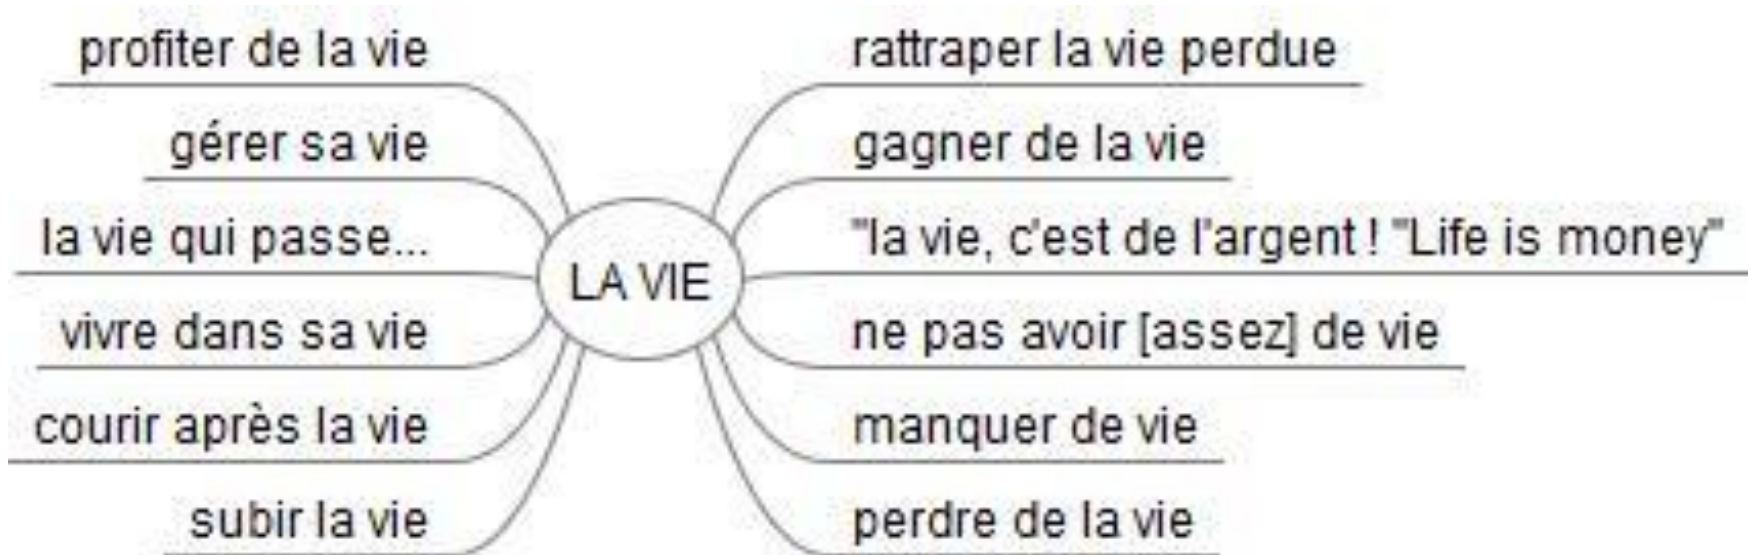 profiter de la vie
gérer sa vie
la vie qui passe...
vivre dans sa vie
courir après la vie
subir la vie
LA VIE
rattraper la vie perdue
gagner de la vie
"la vie, c'est de l'argent ! "Life is money"
ne pas avoir [assez] de vie
manquer de vie
perdre de la vie